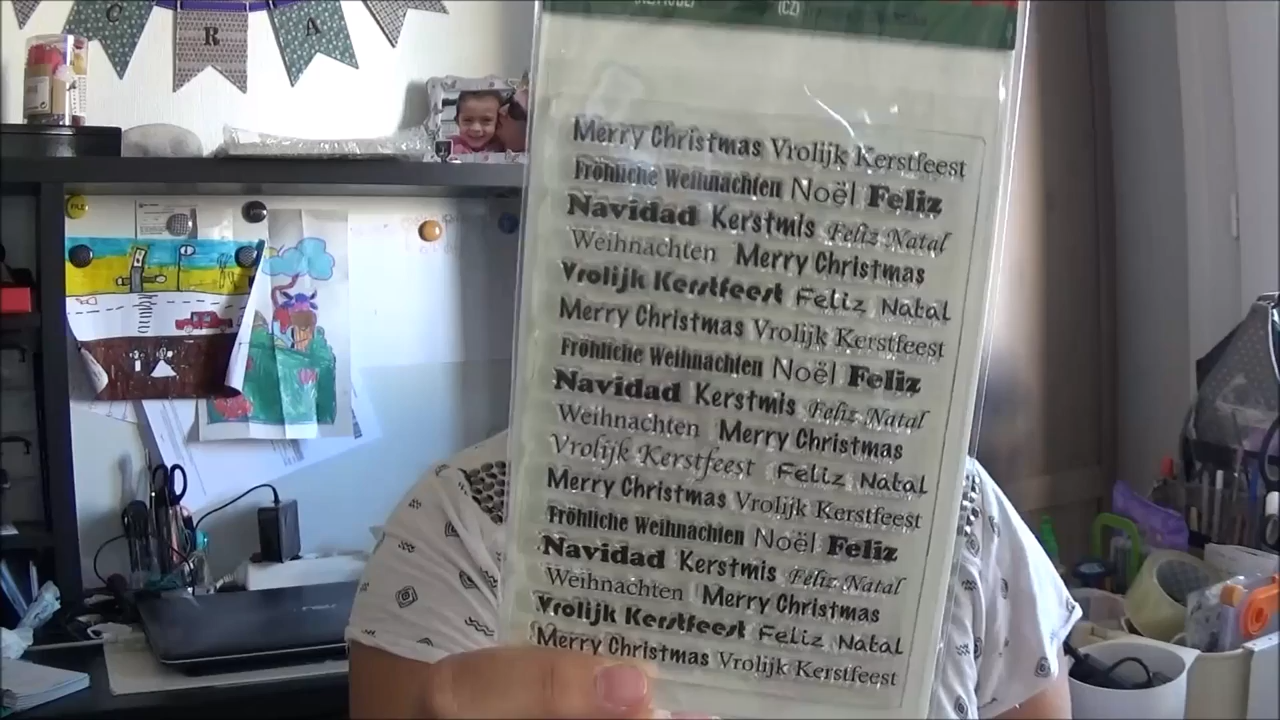 C R A
(CZ)
Merry Christmas Vrolijk Kerstfeest
Fröhliche Weihnachten Noël Feliz
Navidad Kerstmis Feliz Natal
Weihnachten Merry Christmas
Vrolijk Kerstfeest Feliz Natal
Merry Christmas Vrolijk Kerstfeest
Fröhliche Weihnachten Noël Feliz
Navidad Kerstmis Feliz Natal
Weihnachten Merry Christmas
Vrolijk Kerstfeest Feliz Natal
Merry Christmas Vrolijk Kerstfeest
Fröhliche Weihnachten Noël Feliz
Navidad Kerstmis Feliz Natal
Weihnachten Merry Christmas
Vrolijk Kerstfeest Feliz Natal
Merry Christmas Vrolijk Kerstfeest